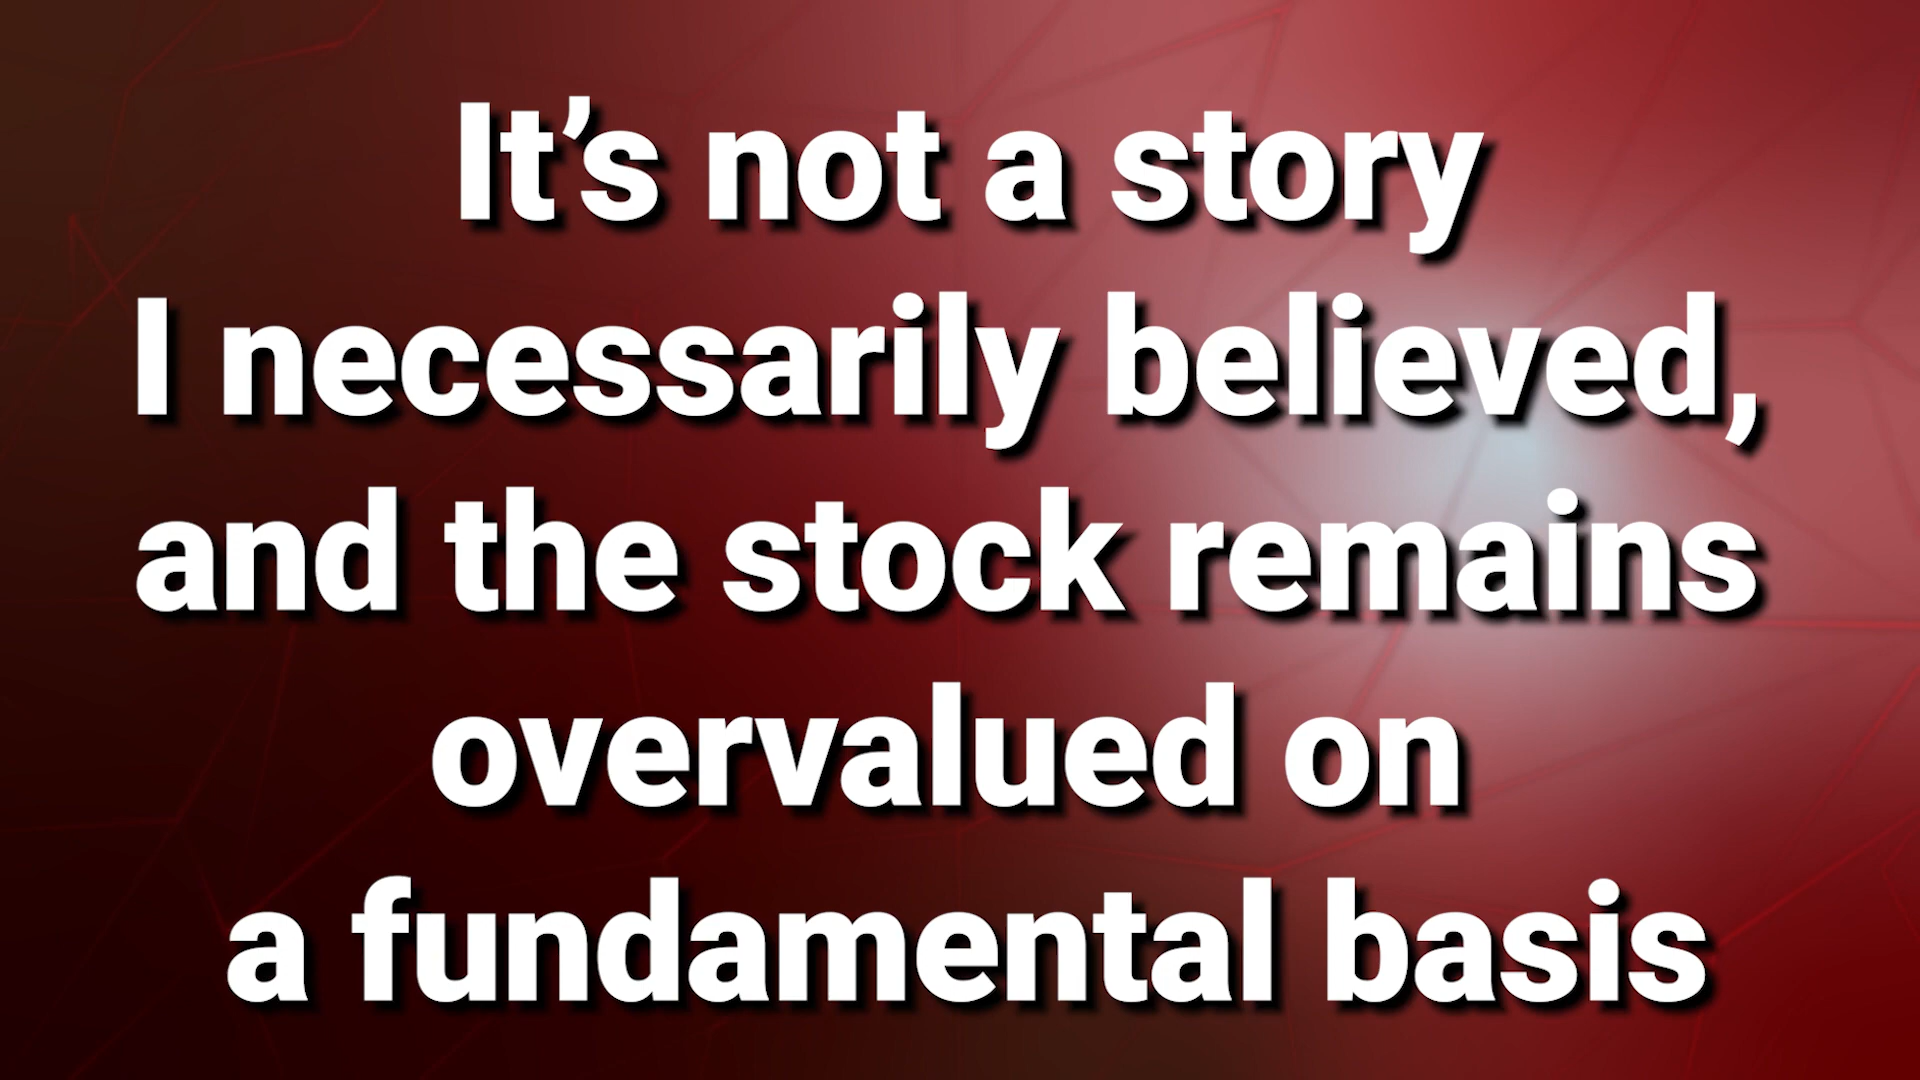 It’s not a story
I necessarily believed,
and the stock remains
overvalued on
a fundamental basis